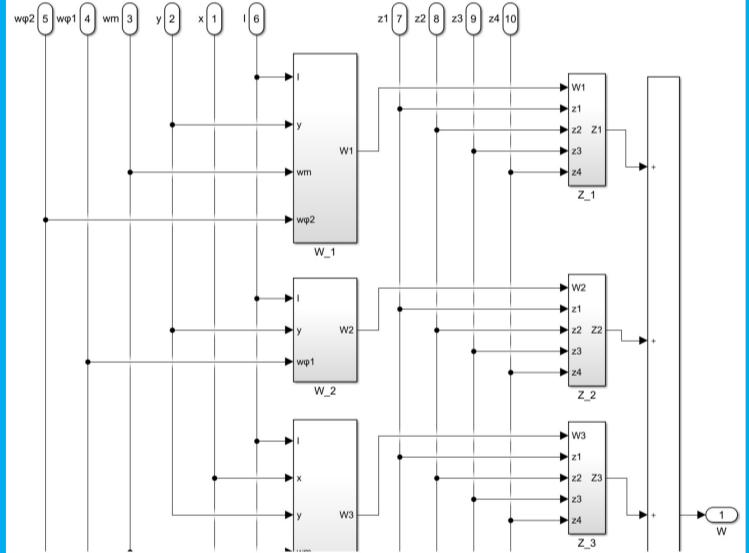 wφ2 5 wφ1 4 wm 3 y 2 x 1 l 6 z1 7 z2 8 z3 9 z4 10
l
y
wm
wφ2
W1
W_1
W1
z1
z2 Z1
z3
z4
Z_1
+
l
y W2
wφ1
W_2
W2
z1
z2 Z2
z3
z4
Z_2
+
l
x
y W3
W3
z1
z2 Z3
z3
z4
Z_3
+
1
W